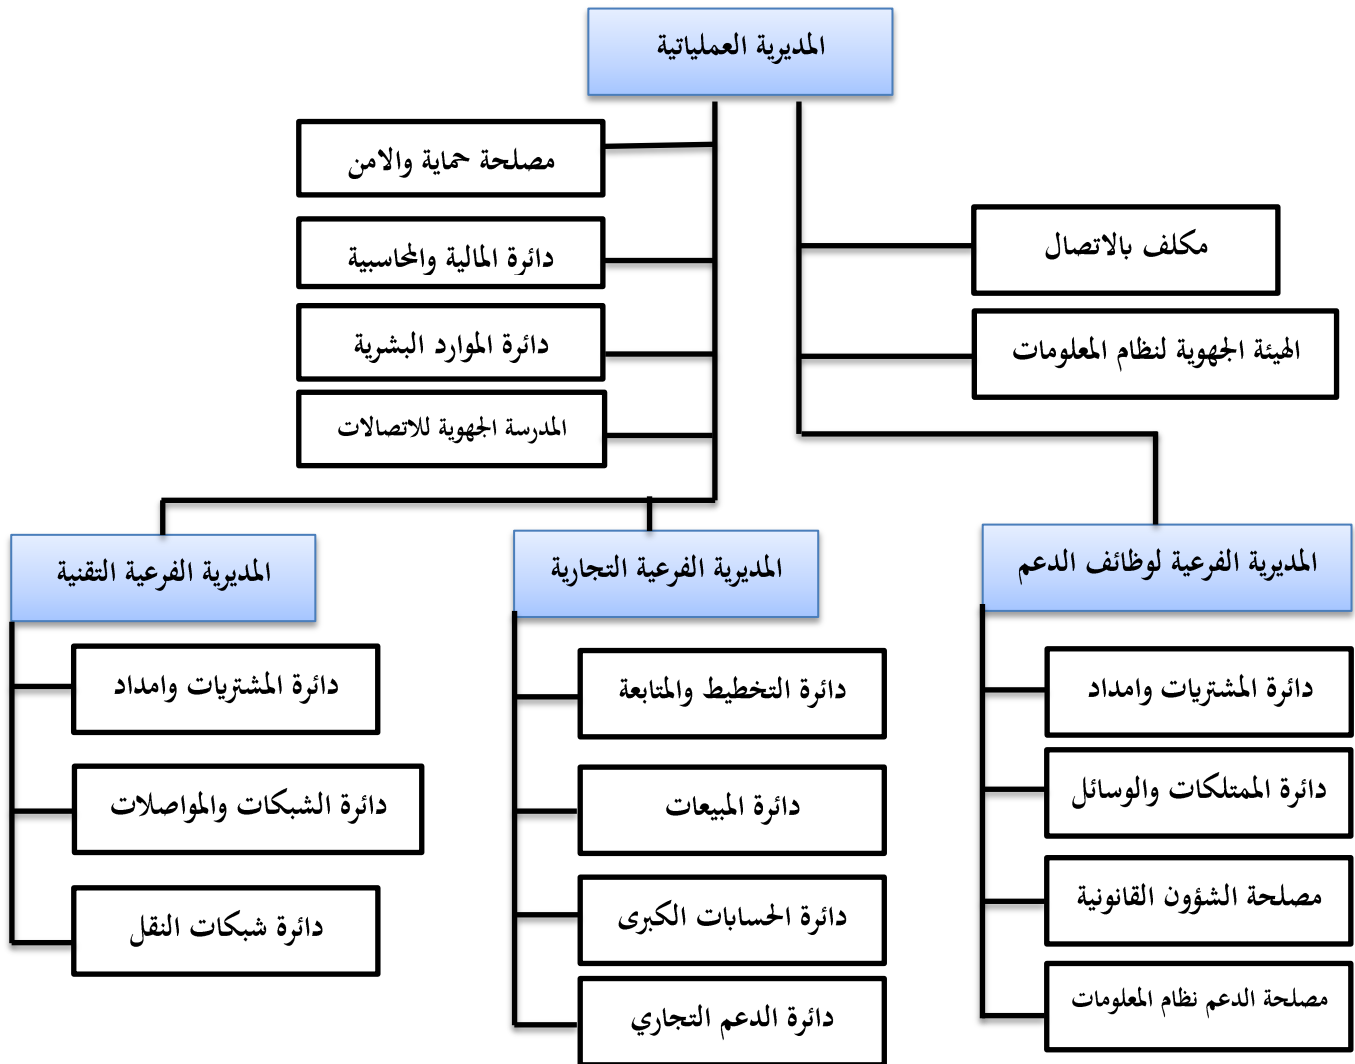 المديرية العملياتية
مصلحة حماية والامن
دائرة المالية والمحاسبية
دائرة الموارد البشرية
المدرسة الجهوية للاتصالات
مكلف بالاتصال
الهيئة الجهوية لنظام المعلومات
المديرية الفرعية لوظائف الدعم
دائرة المشتريات وامداد
دائرة الممتلكات والوسائل
مصلحة الشؤون القانونية
مصلحة الدعم نظام المعلومات
المديرية الفرعية التجارية
دائرة التخطيط والمتابعة
دائرة المبيعات
دائرة الحسابات الكبرى
دائرة الدعم التجاري
المديرية الفرعية التقنية
دائرة المشتريات وامداد
دائرة الشبكات والمواصلات
دائرة شبكات النقل